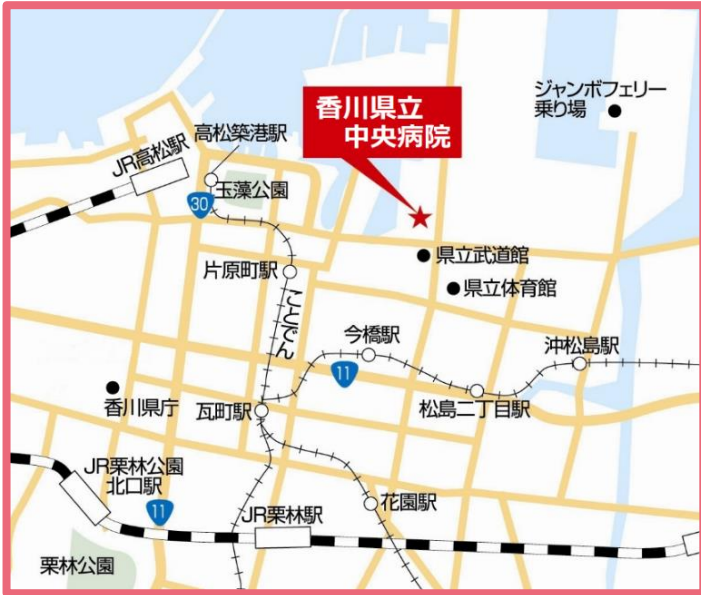 香川県立
中央病院
ジャンボフェリー
乗り場
高松築港駅
JR高松駅
玉藻公園
30
県立武道館
片原町駅
県立体育館
ことでん
今橋駅
沖松島駅
11
香川県庁
瓦町駅
松島二丁目駅
JR栗林公園
北口駅
11
JR栗林駅
花園駅
栗林公園